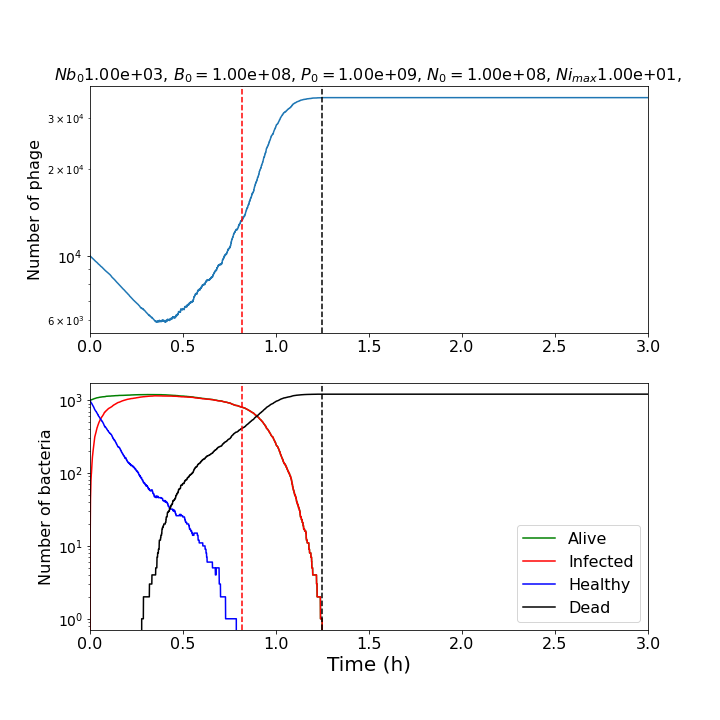 Nb₀1.00e+03, B₀ = 1.00e+08, P₀ = 1.00e+09, N₀ = 1.00e+08, Ni_max1.00e+01,
Number of phage
3 × 10⁴
2 × 10⁴
10⁴
6 × 10³
0.0 0.5 1.0 1.5 2.0 2.5 3.0
Number of bacteria
10³
10²
10¹
10⁰
Alive
Infected
Healthy
Dead
0.0 0.5 1.0 1.5 2.0 2.5 3.0
Time (h)